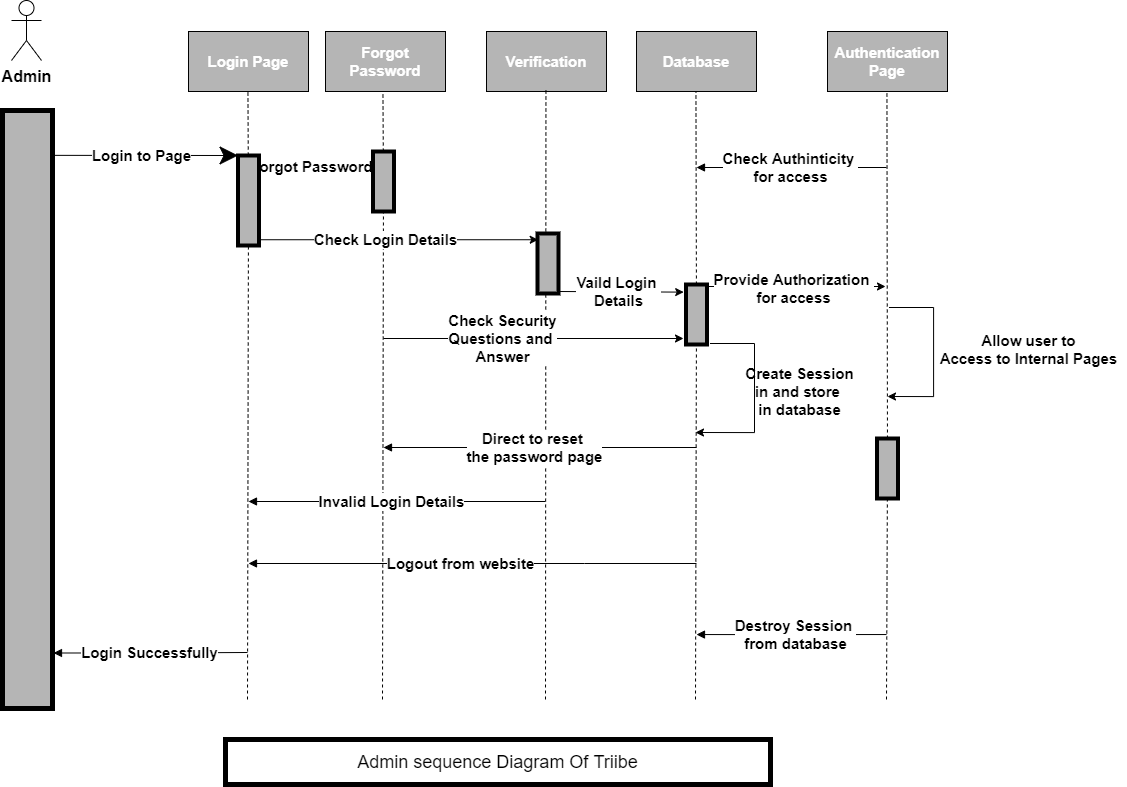 Admin
Login Page
Forgot
Password
Verification
Database
Authentication
Page
Login to Page
orgot Password
Check Authinticity
for access
Check Login Details
Vaild Login
Details
Provide Authorization
for access
Check Security
Questions and
Answer
Allow user to
Access to Internal Pages
Create Session
in and store
in database
Direct to reset
the password page
Invalid Login Details
Logout from website
Destroy Session
from database
Login Successfully
Admin sequence Diagram Of Triibe